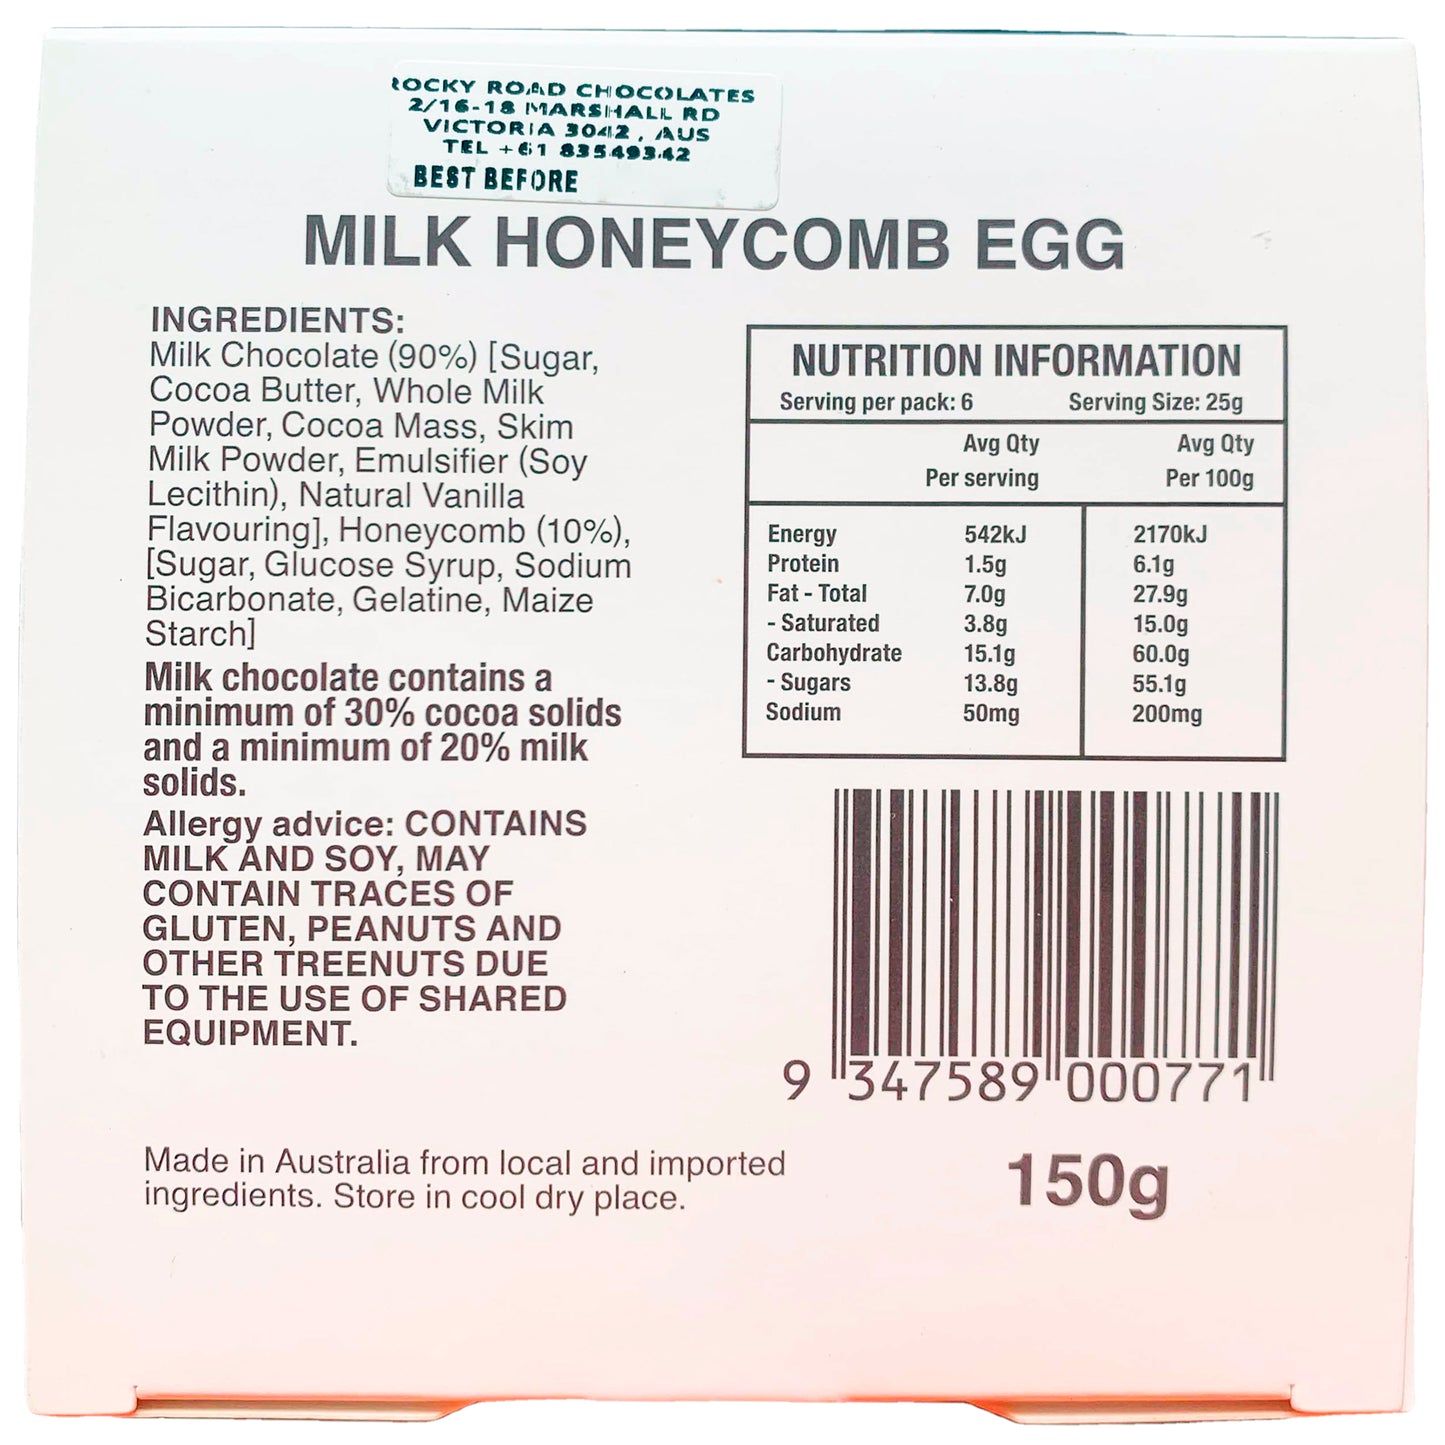 ROCKY ROAD CHOCOLATES
2/16-18 MARSHALL RD
VICTORIA 3042, AUS
TEL +61 83549342
BEST BEFORE
MILK HONEYCOMB EGG
INGREDIENTS:
Milk Chocolate (90%) [Sugar,
Cocoa Butter, Whole Milk
Powder, Cocoa Mass, Skim
Milk Powder, Emulsifier (Soy
Lecithin), Natural Vanilla
Flavouring], Honeycomb (10%),
[Sugar, Glucose Syrup, Sodium
Bicarbonate, Gelatine, Maize
Starch]
Milk chocolate contains a
minimum of 30% cocoa solids
and a minimum of 20% milk
solids.
Allergy advice: CONTAINS
MILK AND SOY, MAY
CONTAIN TRACES OF
GLUTEN, PEANUTS AND
OTHER TREENUTS DUE
TO THE USE OF SHARED
EQUIPMENT.
NUTRITION INFORMATION
Serving per pack: 6 Serving Size: 25g
Avg Qty Avg Qty
Per serving Per 100g
Energy 542kJ 2170kJ
Protein 1.5g 6.1g
Fat - Total 7.0g 27.9g
- Saturated 3.8g 15.0g
Carbohydrate 15.1g 60.0g
- Sugars 13.8g 55.1g
Sodium 50mg 200mg
9 347589 000771
Made in Australia from local and imported
ingredients. Store in cool dry place.
150g